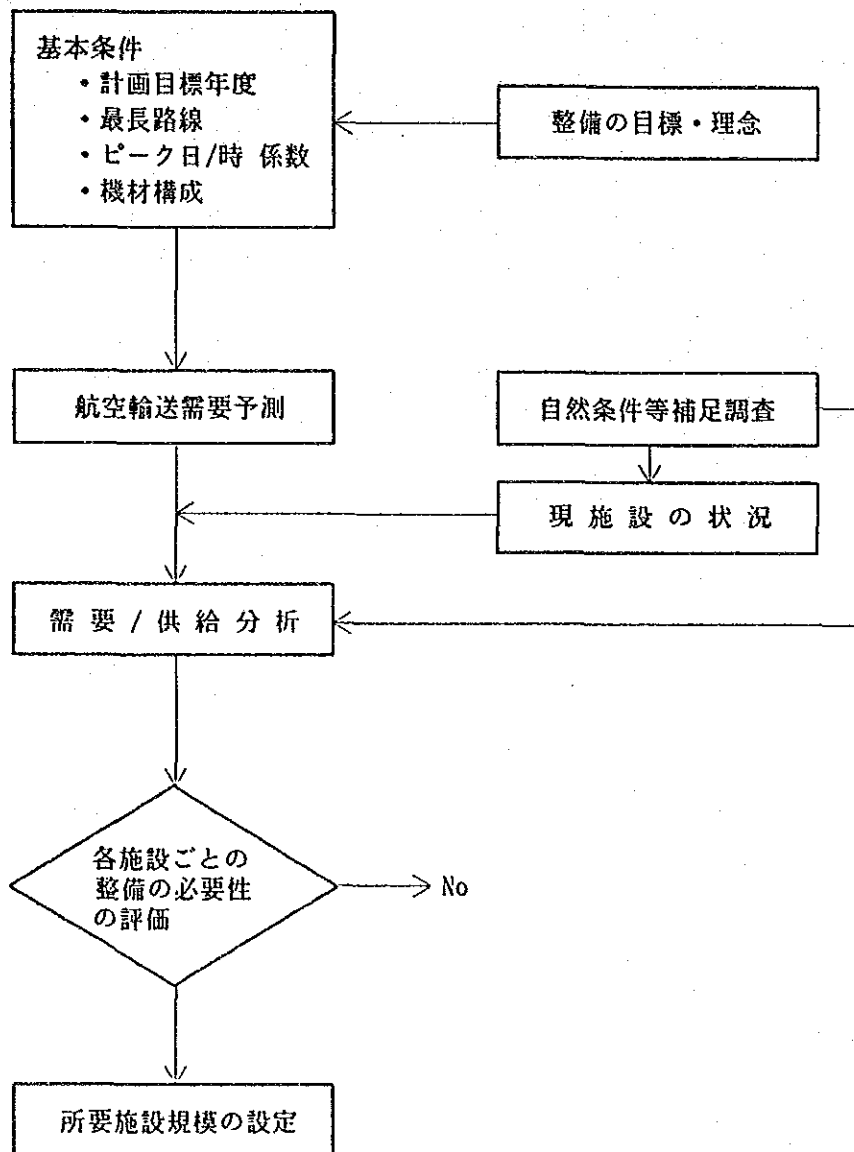 基本条件
・計画目標年度
・最長路線
・ピーク日/時 係数
・機材構成
整備の目標・理念
航空輸送需要予測
自然条件等補足調査
現 施 設 の 状 況
需 要 / 供 給 分 析
各施設ごとの
整備の必要性
の評価
No
所要施設規模の設定